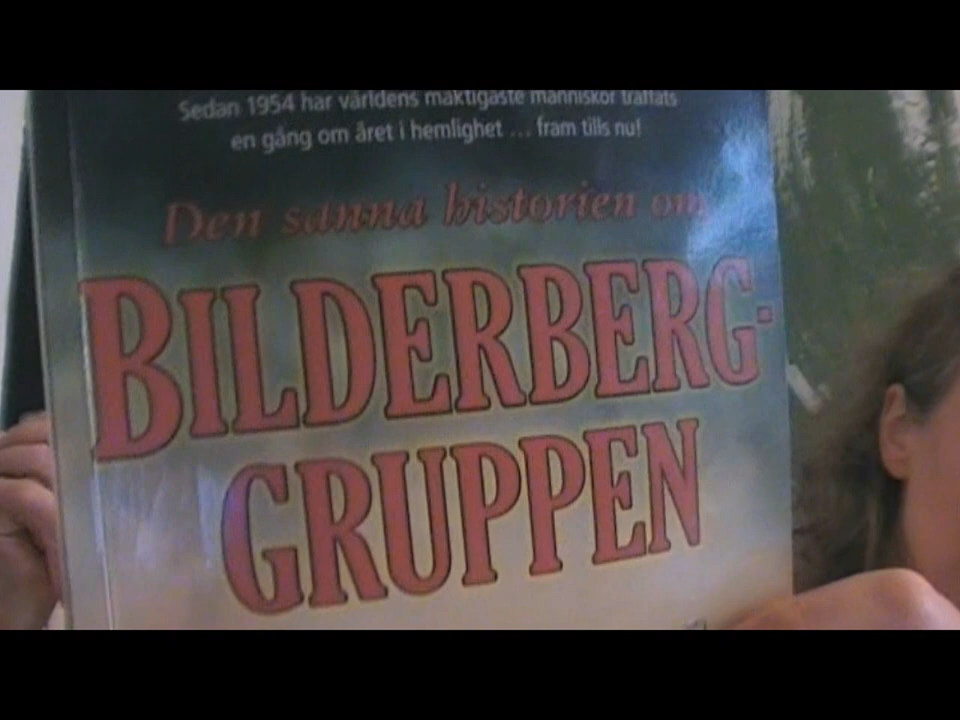 Sedan 1954 har världens mäktigaste människor träffats
en gång om året i hemlighet ... fram tills nu!
Den sanna historien om
BILDERBERG-
GRUPPEN